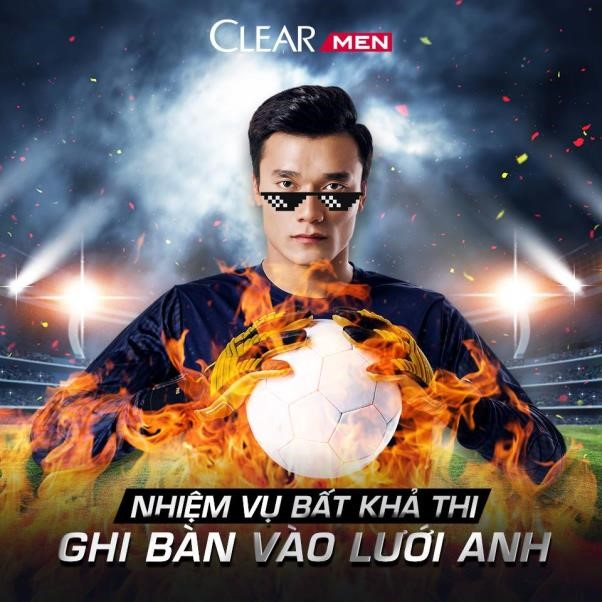 CLEAR MEN
NHIỆM VỤ BẤT KHẢ THI
GHI BÀN VÀO LƯỚI ANH